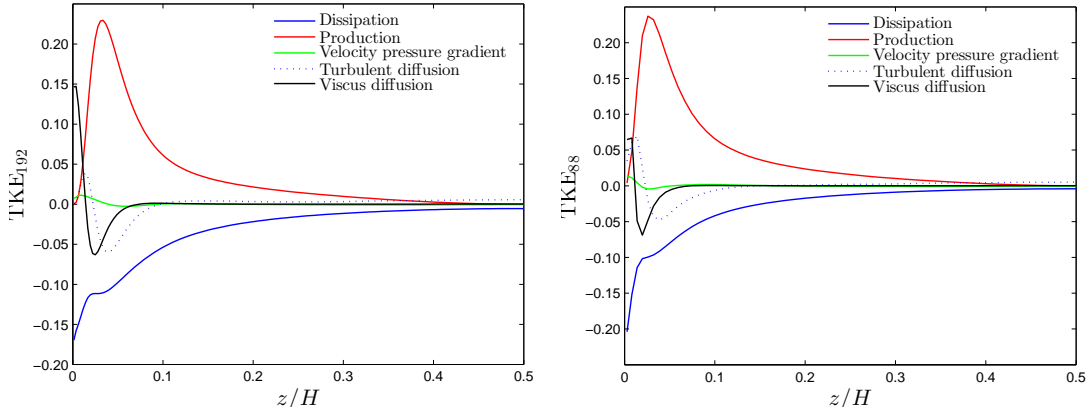 Dissipation
Production
Velocity pressure gradient
Turbulent diffusion
Viscus diffusion
0.20
0.15
0.10
0.05
0.00
−0.05
−0.10
−0.15
−0.20
TKE192
0
0.1
0.2
0.3
0.4
0.5
z/H
Dissipation
Production
Velocity pressure gradient
Turbulent diffusion
Viscus diffusion
0.20
0.15
0.10
0.05
0.0
−0.05
−0.10
−0.15
−0.20
TKE88
0
0.1
0.2
0.3
0.4
0.5
z/H